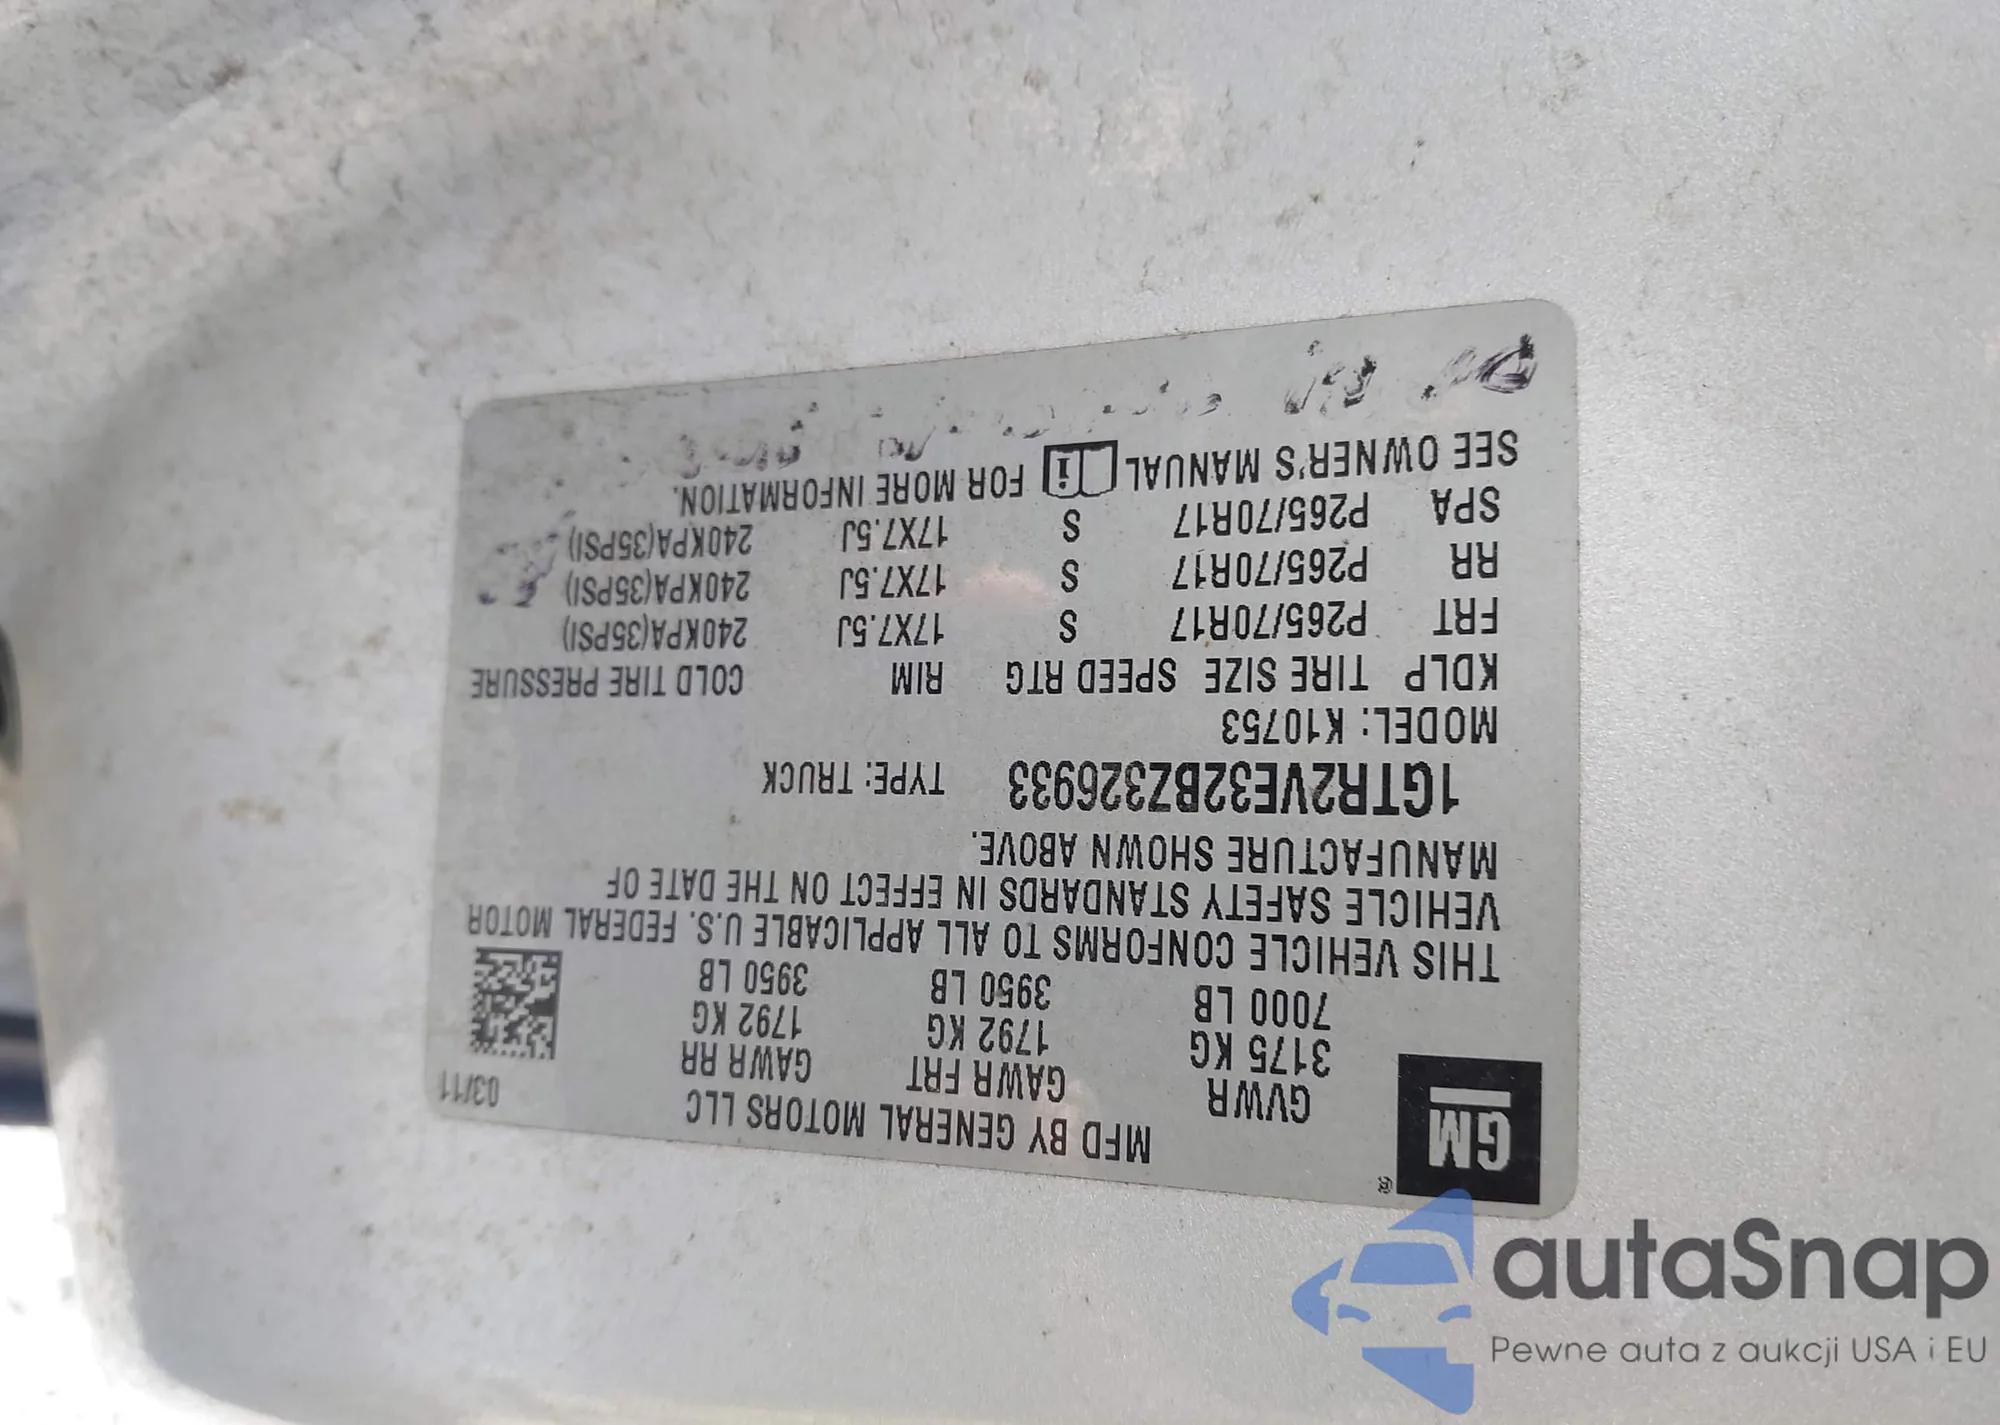 GM
®
MFD BY GENERAL MOTORS LLC
03/11
GVWR GAWR FRT GAWR RR
3175 KG 1792 KG 1792 KG
7000 LB 3950 LB 3950 LB
THIS VEHICLE CONFORMS TO ALL APPLICABLE U.S. FEDERAL MOTOR
VEHICLE SAFETY STANDARDS IN EFFECT ON THE DATE OF
MANUFACTURE SHOWN ABOVE.
1GTR2VE32BZ326933 TYPE: TRUCK
MODEL: K10753
KDLP TIRE SIZE SPEED RTG RIM COLD TIRE PRESSURE
FRT P265/70R17 S 17X7.5J 240KPA(35PSI)
RR P265/70R17 S 17X7.5J 240KPA(35PSI)
SPA P265/70R17 S 17X7.5J 240KPA(35PSI)
SEE OWNER'S MANUAL i FOR MORE INFORMATION.
autaSnap
Pewne auta z aukcji USA i EU